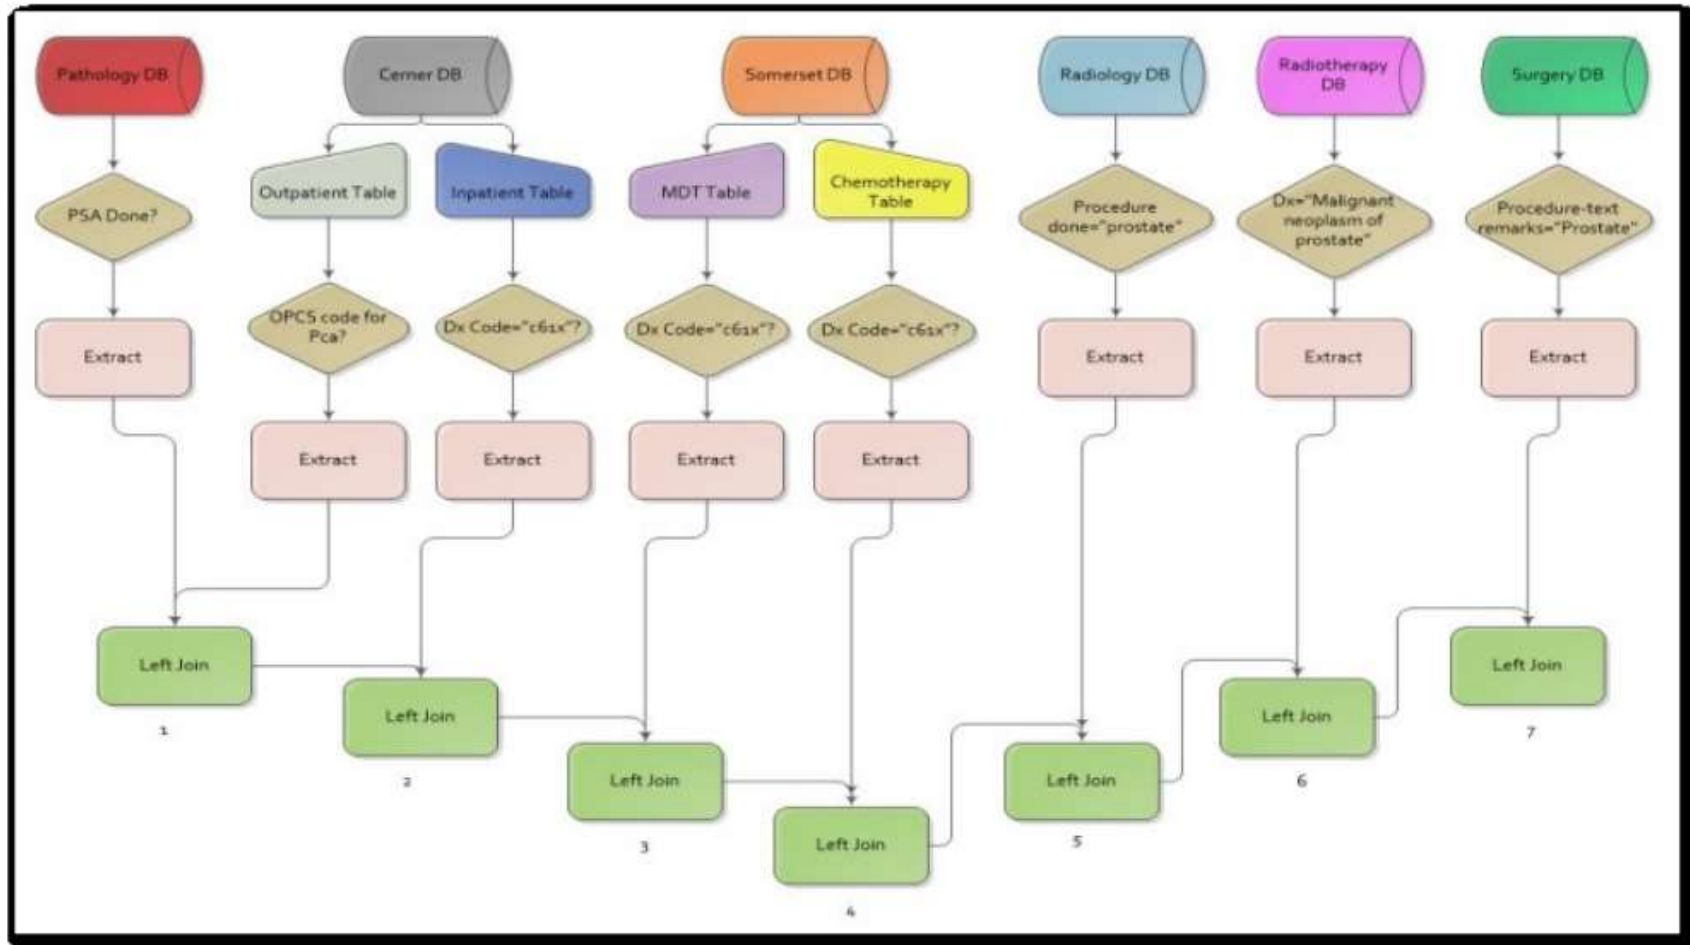 Pathology DB
Cerner DB
Somerset DB
Radiology DB
Radiotherapy
DB
Surgery DB
Outpatient Table
Inpatient Table
MDT Table
Chemotherapy
Table
PSA Done?
Procedure
done="prostate"
Dx="Malignant
neoplasm of
prostate"
Procedure-text
remarks="Prostate"
OPCS code for
Pca?
Dx Code="c61x"?
Dx Code="c61x"?
Dx Code="c61x"?
Extract
Extract
Extract
Extract
Extract
Extract
Extract
Extract
Left Join
1
Left Join
2
Left Join
3
Left Join
4
Left Join
5
Left Join
6
Left Join
7